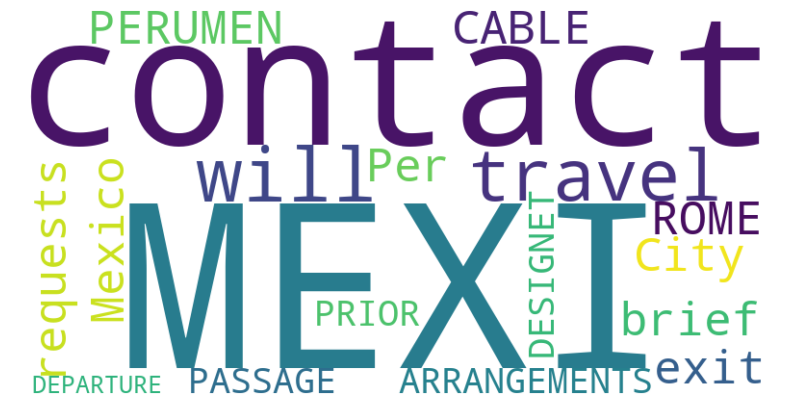 PERUMEN CABLE
contact
will Per travel
requests
Mexico
MEXI
DESIGNET
ROME
City
PRIOR
brief
exit
DEPARTURE PASSAGE ARRANGEMENTS